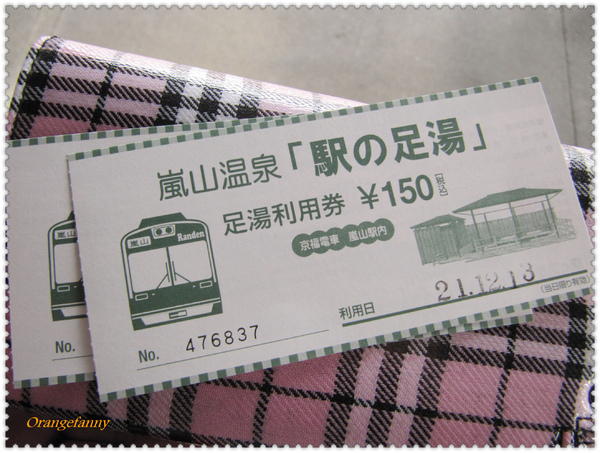 嵐山温泉「駅の足湯」
足湯利用券 ¥150 [税込]
京福電車 嵐山駅内
嵐山
Randen
嵐山
利用日 21.12.13
(当日限り有効)
No. 476837
No.
Orangefanny